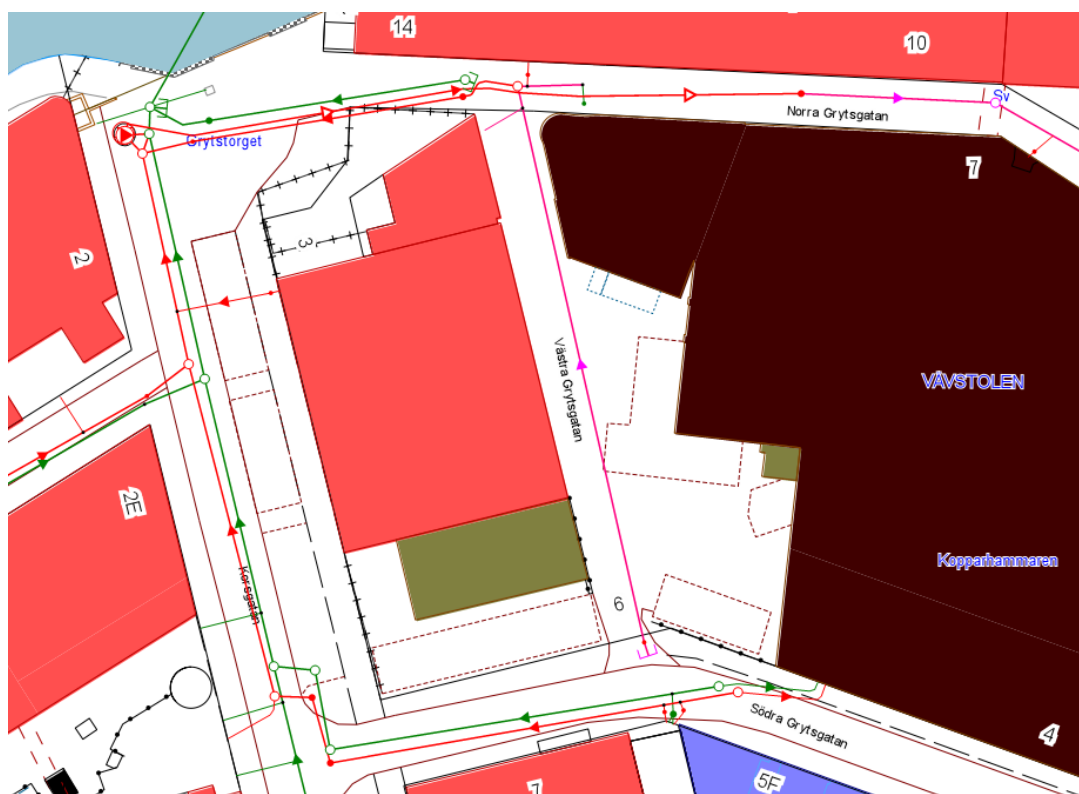 14
10
Sv
Norra Grytsgatan
Grytstorget
7
2
3
Västra Grytsgatan
VÄVSTOLEN
2E
Kopparhammaren
Korsgatan
6
Södra Grytsgatan
4
5F
7